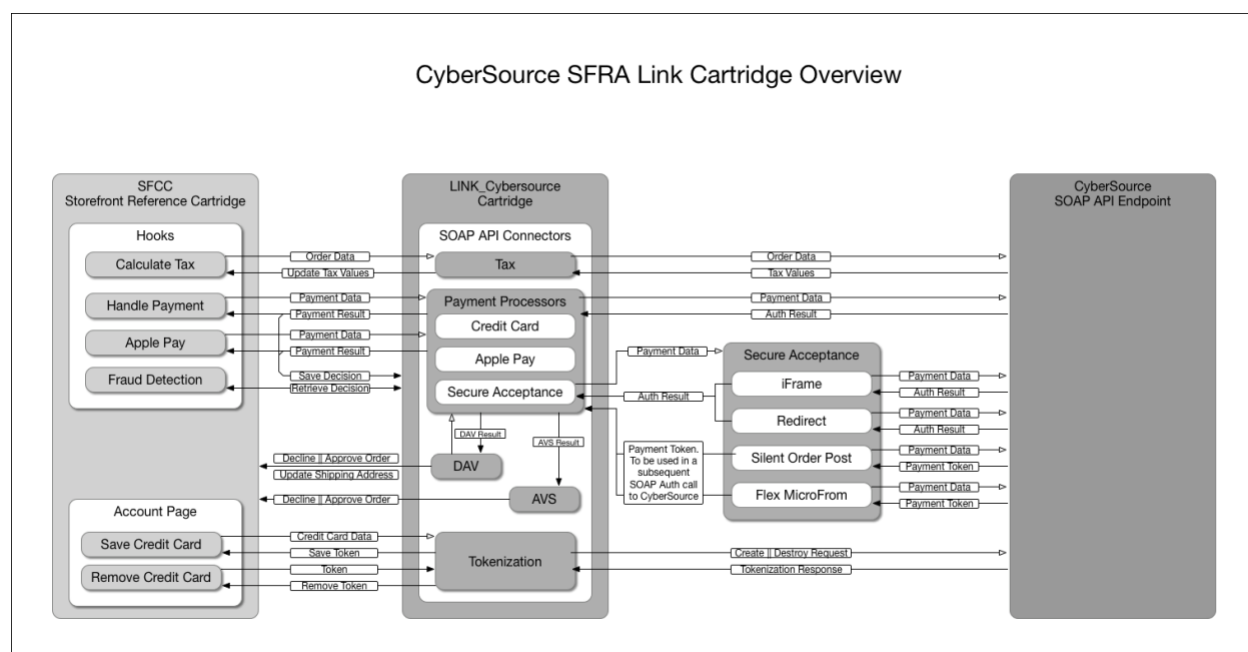 CyberSource SFRA Link Cartridge Overview
SFCC
Storefront Reference Cartridge
Hooks
Calculate Tax
Handle Payment
Apple Pay
Fraud Detection
Account Page
Save Credit Card
Remove Credit Card
Order Data
Update Tax Values
Payment Data
Payment Result
Payment Data
Payment Result
Save Decision
Retrieve Decision
Decline || Approve Order
Update Shipping Address
Decline || Approve Order
Credit Card Data
Save Token
Token
Remove Token
LINK_Cybersource
Cartridge
SOAP API Connectors
Tax
Payment Processors
Credit Card
Apple Pay
Secure Acceptance
DAV Result
AVS Result
DAV
AVS
Tokenization
Order Data
Tax Values
Payment Data
Auth Result
Payment Data
Auth Result
Payment Token.
To be used in a
subsequent
SOAP Auth call
to CyberSource
Secure Acceptance
iFrame
Redirect
Silent Order Post
Flex MicroFrom
Payment Data
Auth Result
Payment Data
Auth Result
Payment Data
Payment Token
Payment Data
Payment Token
Create || Destroy Request
Tokenization Response
CyberSource
SOAP API Endpoint